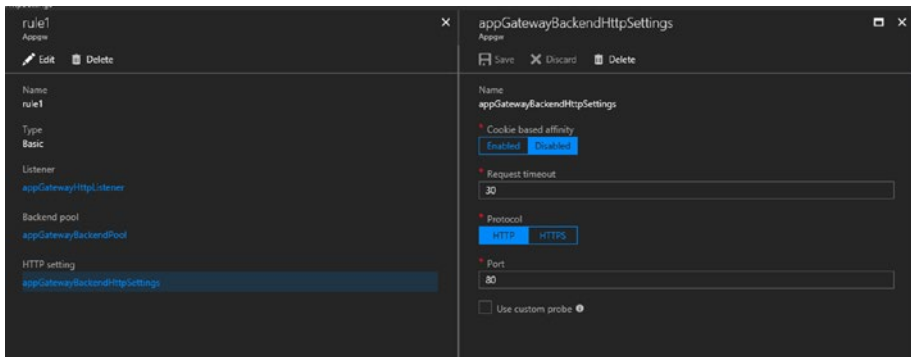 rule1
Appgw
Edit Delete
Name
rule1
Type
Basic
Listener
appGatewayHttpListener
Backend pool
appGatewayBackendPool
HTTP setting
appGatewayBackendHttpSettings
appGatewayBackendHttpSettings
Appgw
Save Discard Delete
Name
appGatewayBackendHttpSettings
* Cookie based affinity
Enabled Disabled
* Request timeout
30
* Protocol
HTTP HTTPS
* Port
80
Use custom probe